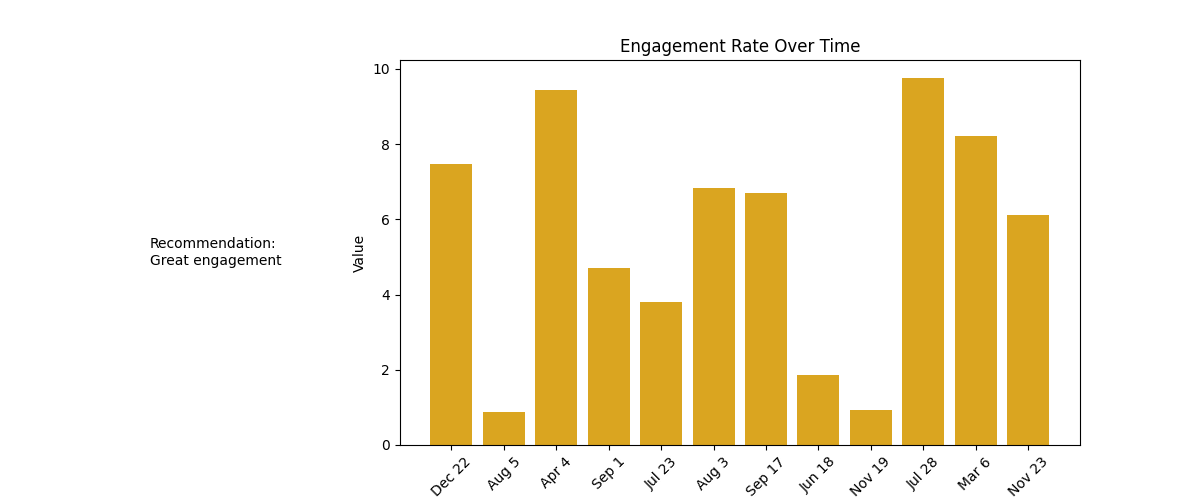 Engagement Rate Over Time
Recommendation:
Great engagement
Value
10
8
6
4
2
0
Dec 22
Aug 5
Apr 4
Sep 1
Jul 23
Aug 3
Sep 17
Jun 18
Nov 19
Jul 28
Mar 6
Nov 23